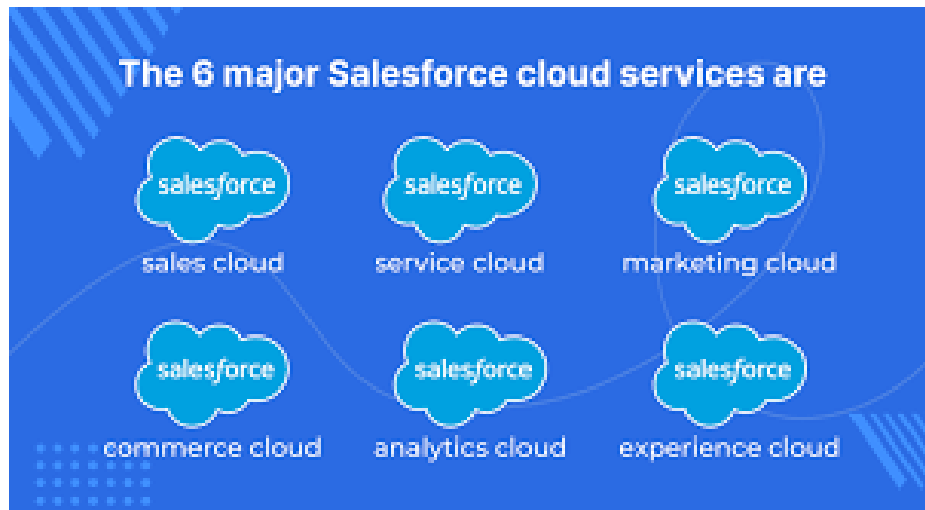 The 6 major Salesforce cloud services are
salesforce salesforce salesforce
sales cloud service cloud marketing cloud
salesforce salesforce salesforce
commerce cloud analytics cloud experience cloud